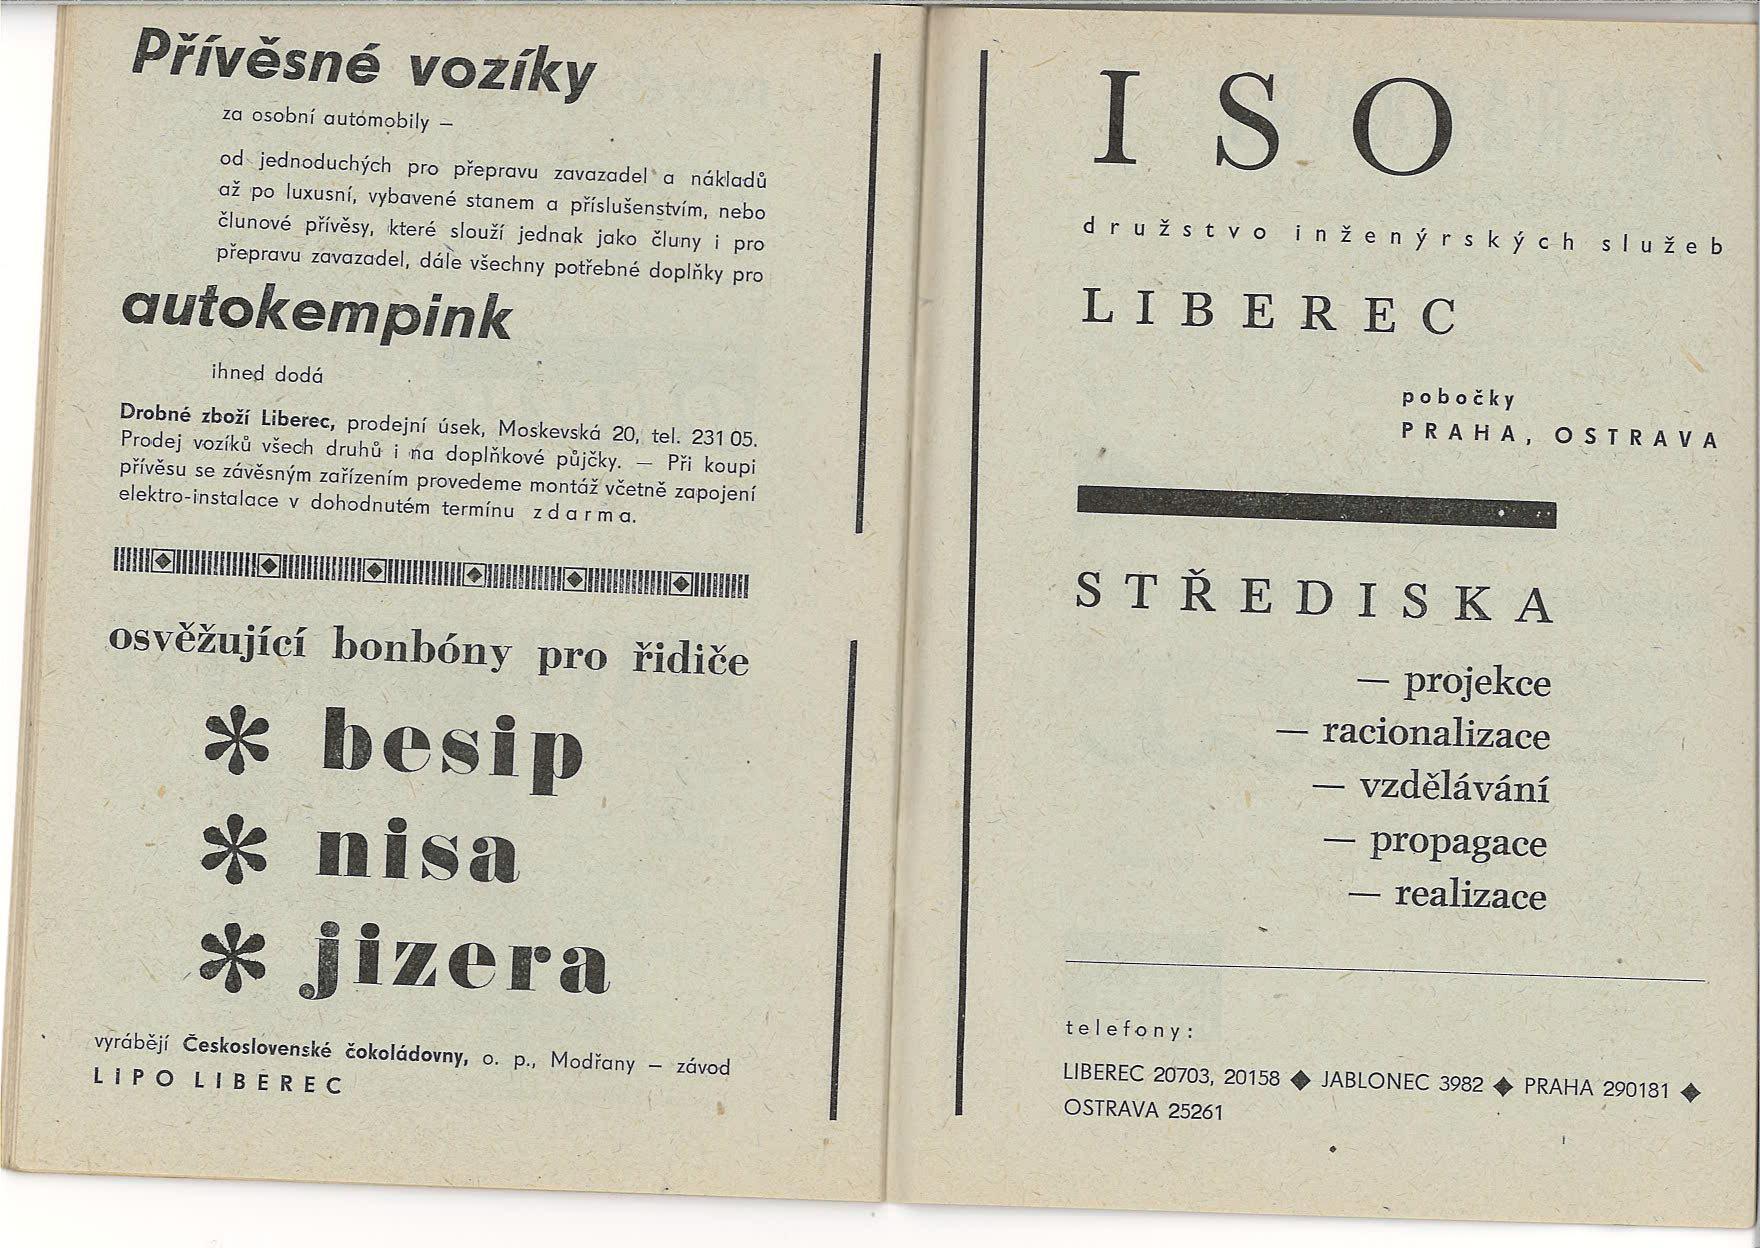 Přívěsné vozíky
za osobní automobily —
od jednoduchých pro přepravu zavazadel a nákladů
až po luxusní, vybavené stanem a příslušenstvím, nebo
člunové přívěsy, které slouží jednak jako čluny i pro
přepravu zavazadel, dále všechny potřebné doplňky pro
autokempink
ihned dodá
Drobné zboží Liberec, prodejní úsek, Moskevská 20, tel. 231 05.
Prodej vozíků všech druhů i na doplňkové půjčky. — Při koupi
přívěsu se závěsným zařízením provedeme montáž včetně zapojení
elektro-instalace v dohodnutém termínu zdarma.
osvěžující bonbóny pro řidiče
* besip
* nisa
* jizera
vyrábějí Československé čokoládovny, o. p., Modřany — závod
LIPO LIBEREC
ISO
družstvo inženýrských služeb
LIBEREC
pobočky
PRAHA, OSTRAVA
STŘEDISKA
— projekce
— racionalizace
— vzdělávání
— propagace
— realizace
telefony:
LIBEREC 20703, 20158 ◆ JABLONEC 3982 ◆ PRAHA 290181 ◆
OSTRAVA 25261